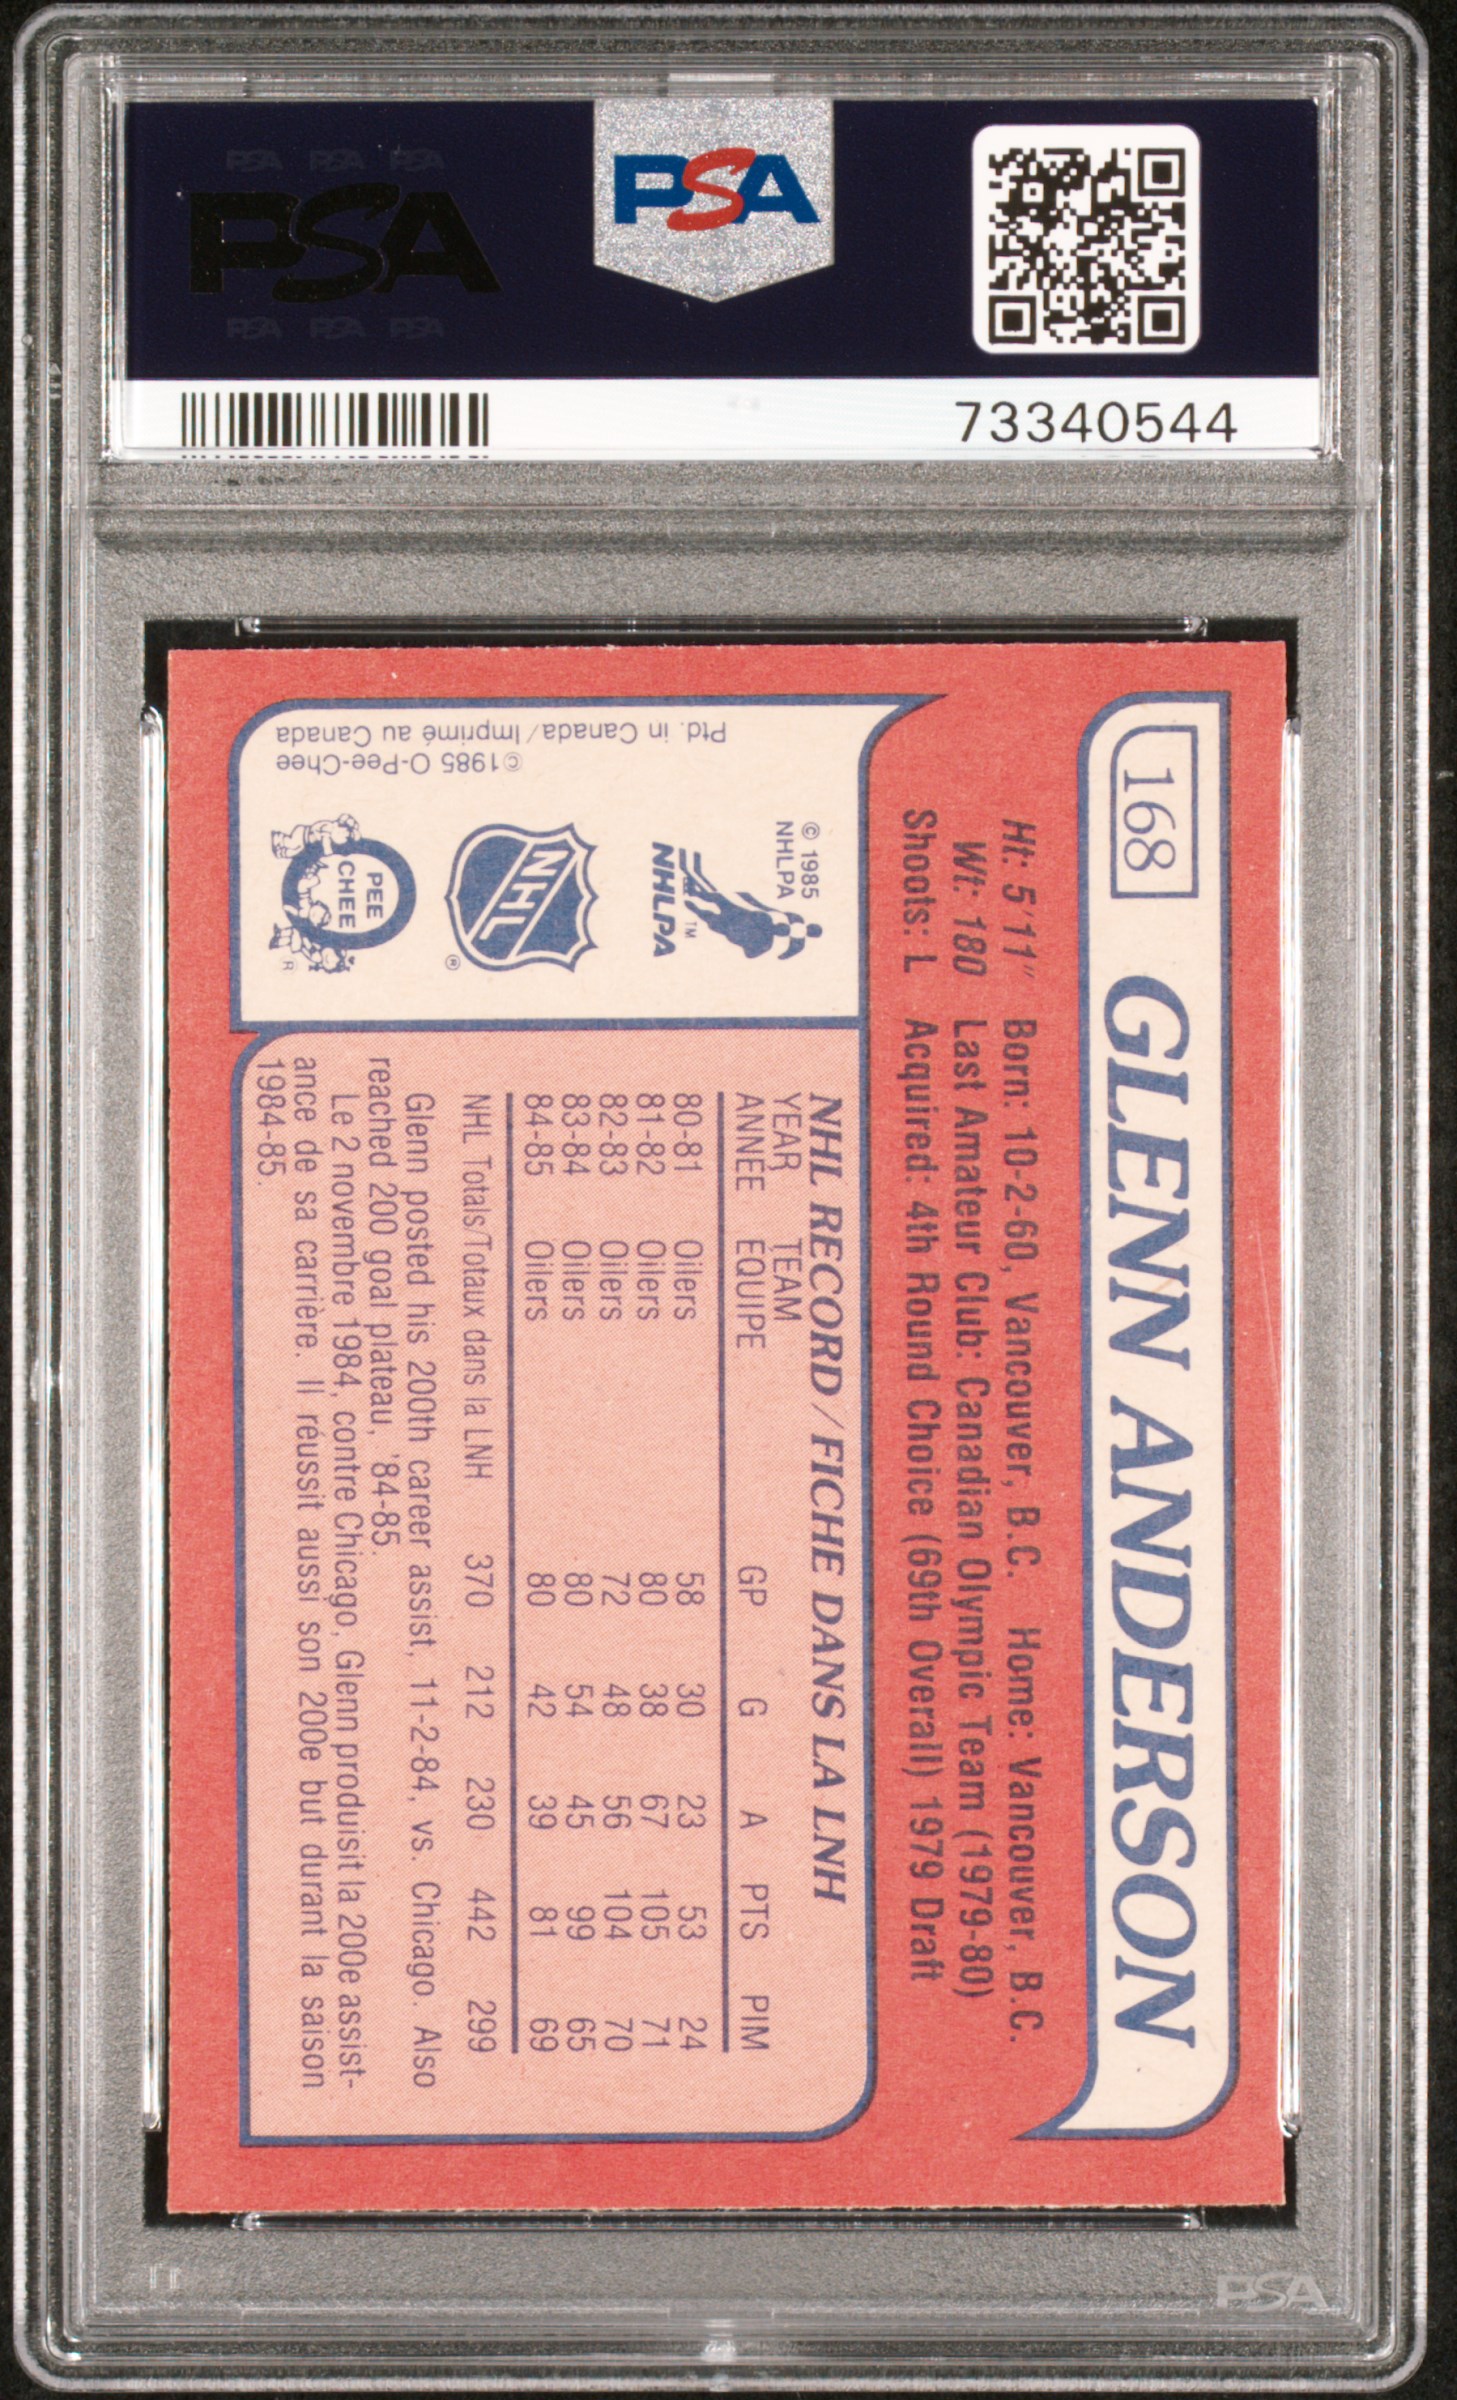 PSA PSA PSA
PSA
PSA PSA PSA
PSA
73340544
168 GLENN ANDERSON
Ht: 5'11" Born: 10-2-60, Vancouver, B.C. Home: Vancouver, B.C.
Wt: 180 Last Amateur Club: Canadian Olympic Team (1979-80)
Shoots: L Acquired: 4th Round Choice (69th Overall) 1979 Draft
© 1985
NHLPA
NHLPA TM
NHL ®
PEE
CHEE
R
©1985 O-Pee-Chee
Ptd. in Canada/Imprimé au Canada
NHL RECORD/FICHE DANS LA LNH
YEAR TEAM
ANNÉE EQUIPE GP G A PTS PIM
80-81 Oilers 58 30 23 53 24
81-82 Oilers 80 38 67 105 71
82-83 Oilers 72 48 56 104 70
83-84 Oilers 80 54 45 99 65
84-85 Oilers 80 42 39 81 69
NHL Totals/Totaux dans la LNH 370 212 230 442 299
Glenn posted his 200th career assist, 11-2-84, vs. Chicago. Also
reached 200 goal plateau, '84-85.
Le 2 novembre 1984, contre Chicago, Glenn produisit la 200e assist-
ance de sa carrière. Il réussit aussi son 200e but durant la saison
1984-85.
PSA